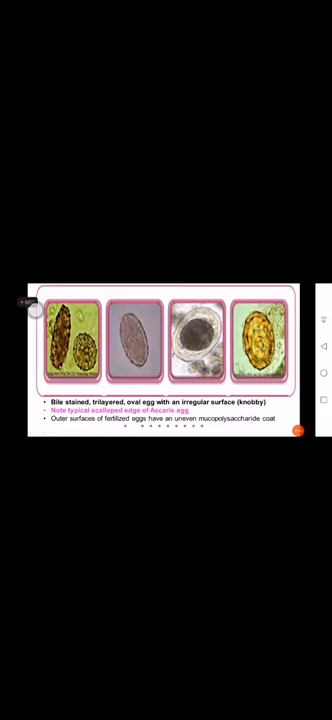 • Bile stained, trilayered, oval egg with an irregular surface (knobby)
• Note typical scalloped edge of Ascaris egg
• Outer surfaces of fertilized eggs have an uneven mucopolysaccharide coat